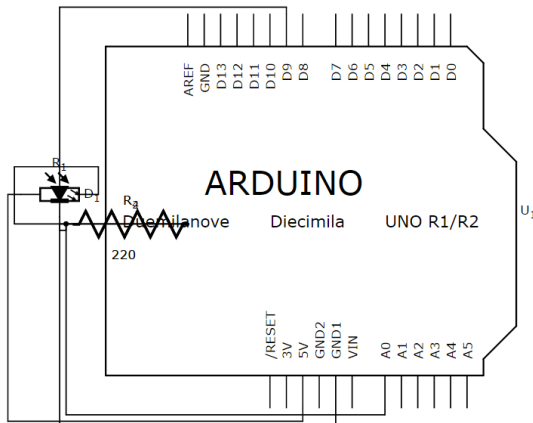 AREF
GND
D13
D12
D11
D10
D9
D8
D7
D6
D5
D4
D3
D2
D1
D0
R1
D1
ARDUINO
Duemilanove Diecimila UNO R1/R2
U1
220
/RESET
3V
5V
GND2
GND1
VIN
A0
A1
A2
A3
A4
A5